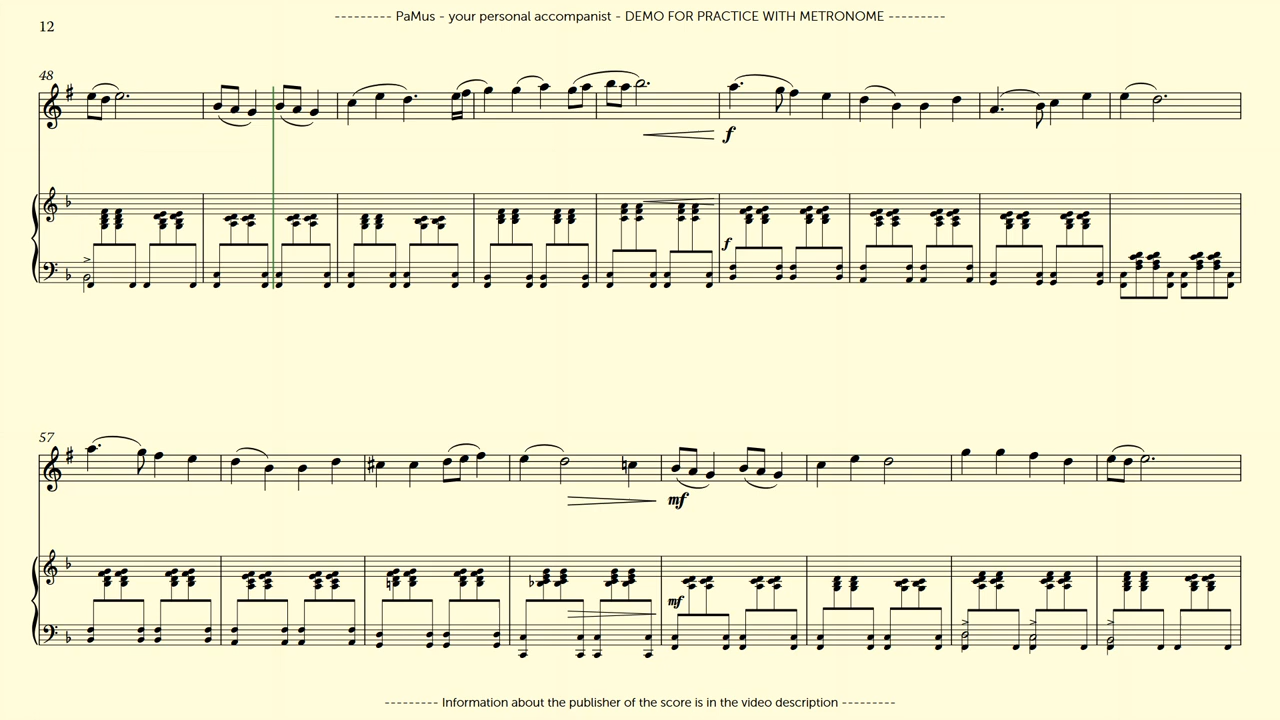 --------- PaMus - your personal accompanist - DEMO FOR PRACTICE WITH METRONOME ---------
12
48
f
f
57
mf
mf
--------- Information about the publisher of the score is in the video description ---------